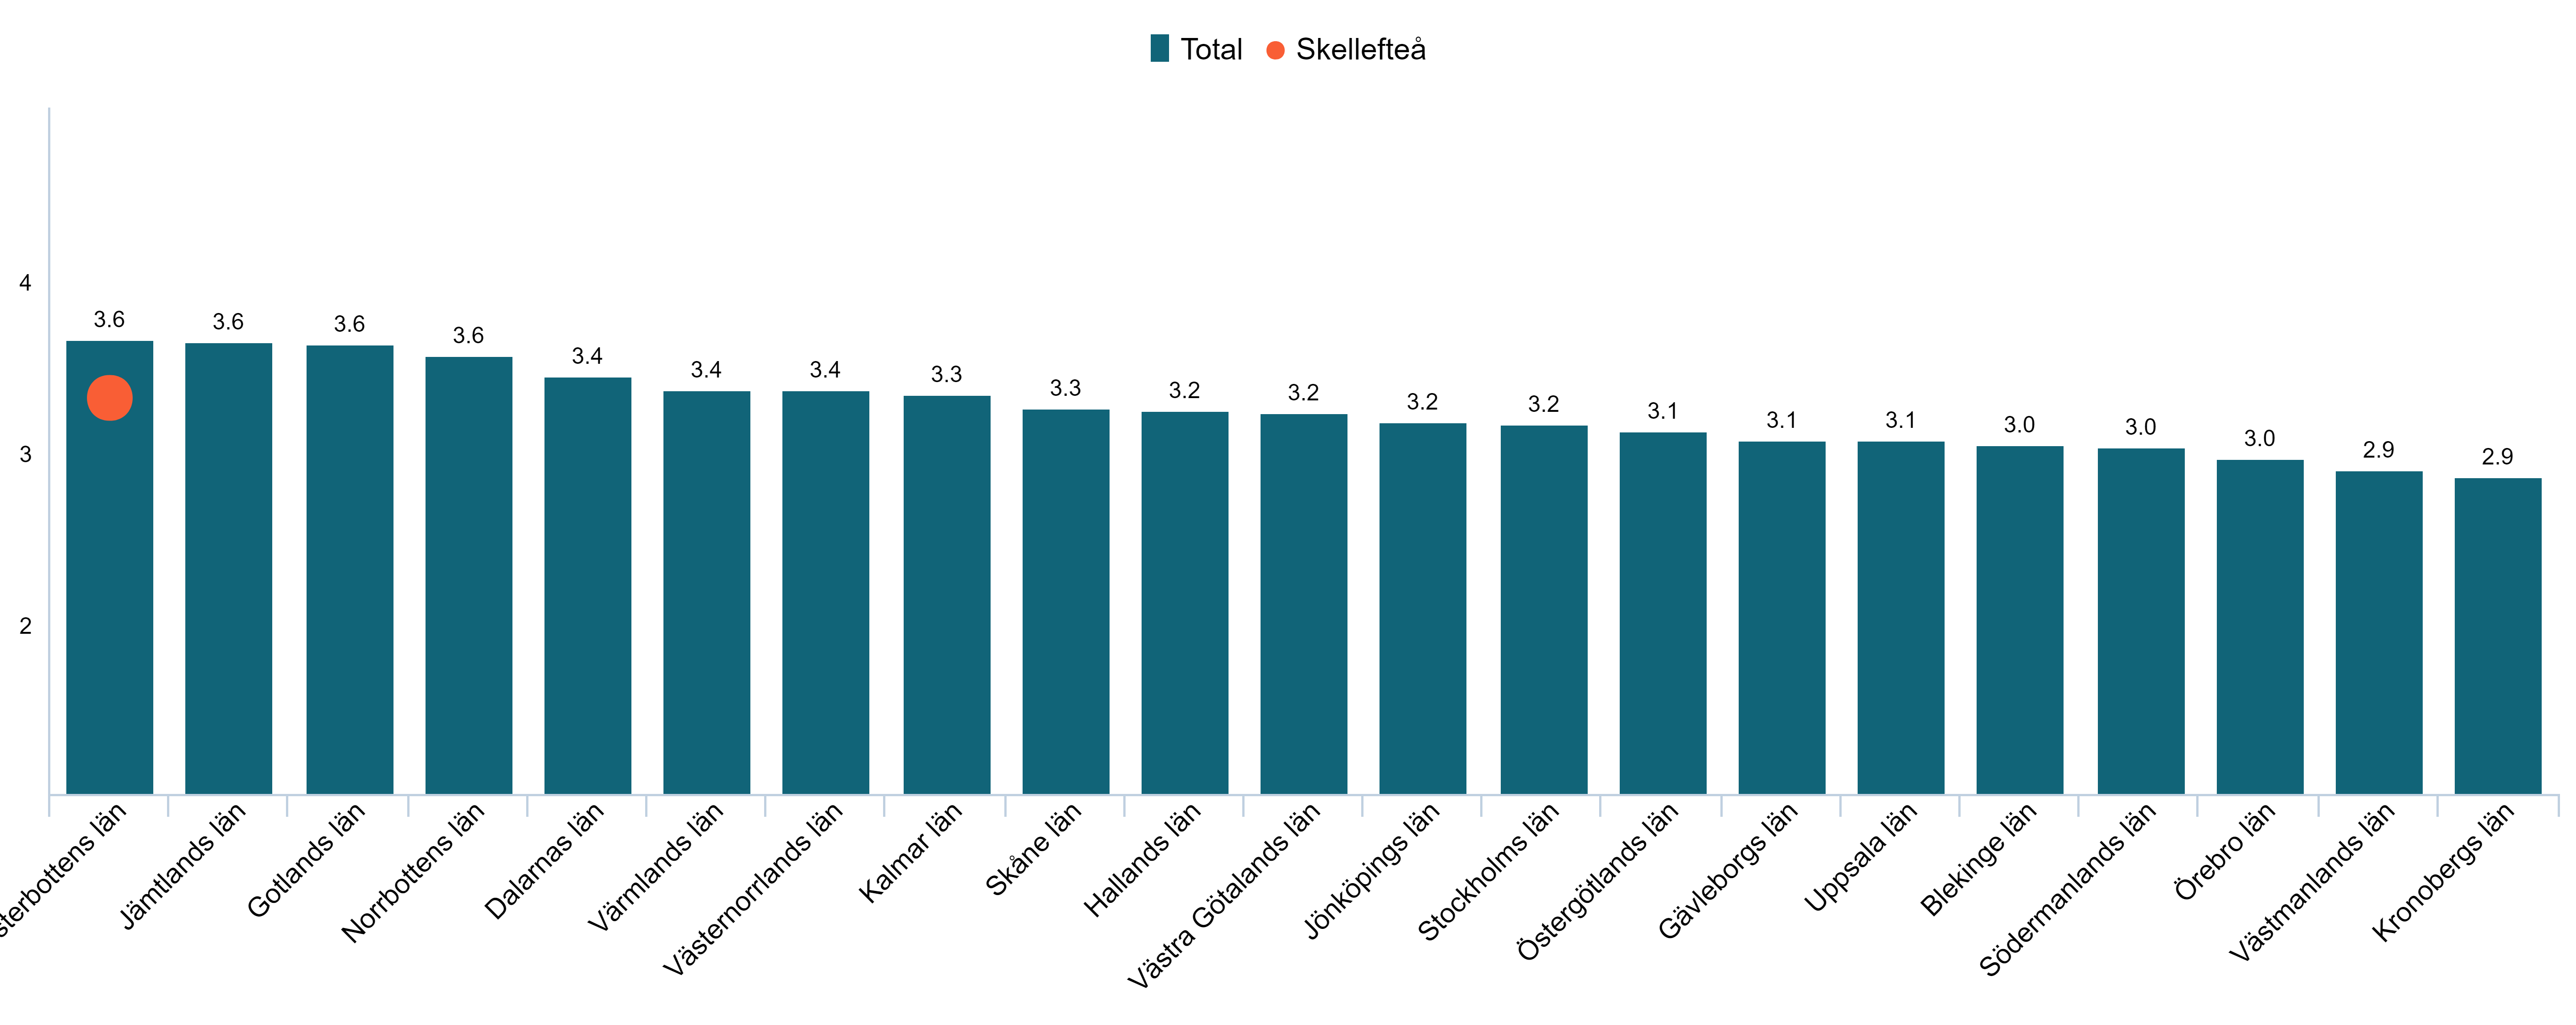 Total Skellefteå
4
3
2
3.6 3.6 3.6 3.6 3.4 3.4 3.4 3.3 3.3 3.2 3.2 3.2 3.2 3.1 3.1 3.1 3.0 3.0 3.0 2.9 2.9
sterbottens län
Jämtlands län
Gotlands län
Norrbottens län
Dalarnas län
Värmlands län
Västernorrlands län
Kalmar län
Skåne län
Hallands län
Västra Götalands län
Jönköpings län
Stockholms län
Östergötlands län
Gävleborgs län
Uppsala län
Blekinge län
Södermanlands län
Örebro län
Västmanlands län
Kronobergs län